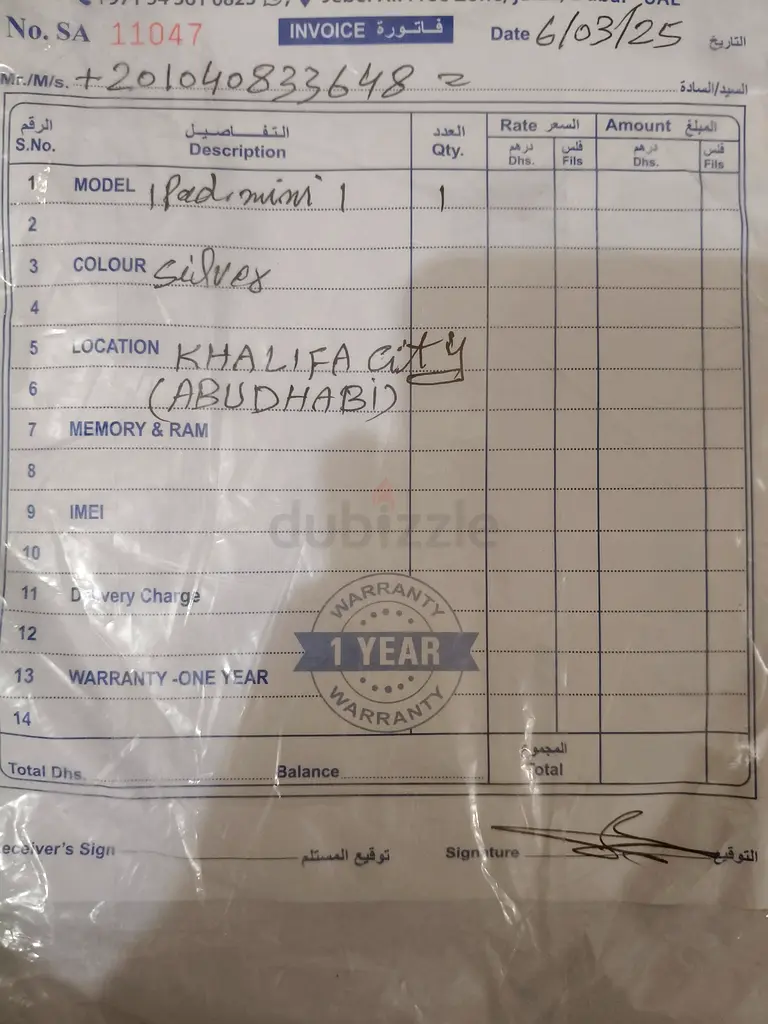 No. SA 11047 INVOICE فاتورة Date 6/03/25 التاريخ
Mr./M/s. +201040833648 = السيد/السادة
الرقم التفاصيل العدد Rate السعر Amount المبلغ
S.No. Description Qty. درهم فلس درهم فلس
Dhs. Fils Dhs. Fils
1 MODEL iPad. mini 1 1
2
3 COLOUR Silver
4
5 LOCATION KHALIFA City
6 (ABUDHABi)
7 MEMORY & RAM
8
9 IMEI
dubizzle
10
11 Delivery Charge
WARRANTY
12
1 YEAR
13 WARRANTY -ONE YEAR
WARRANTY
14
المجموع
Total Dhs. Balance Total
Receiver's Sign توقيع المستلم Signature التوقيع